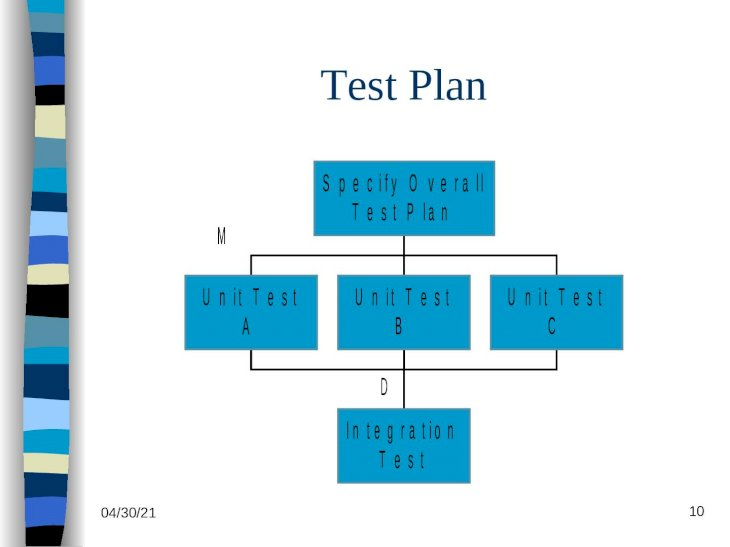 Test Plan
Specify Overall
Test Plan
M
Unit Test
A
Unit Test
B
Unit Test
C
D
Integration
Test
04/30/21
10